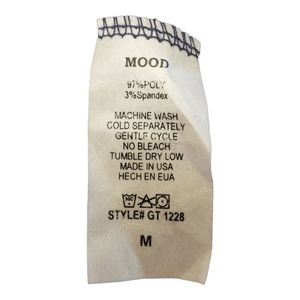 MOOD
97%POLY
3%Spandex
MACHINE WASH
COLD SEPARATELY
GENTLE CYCLE
NO BLEACH
TUMBLE DRY LOW
MADE IN USA
HECH EN EUA
STYLE# GT 1228
M